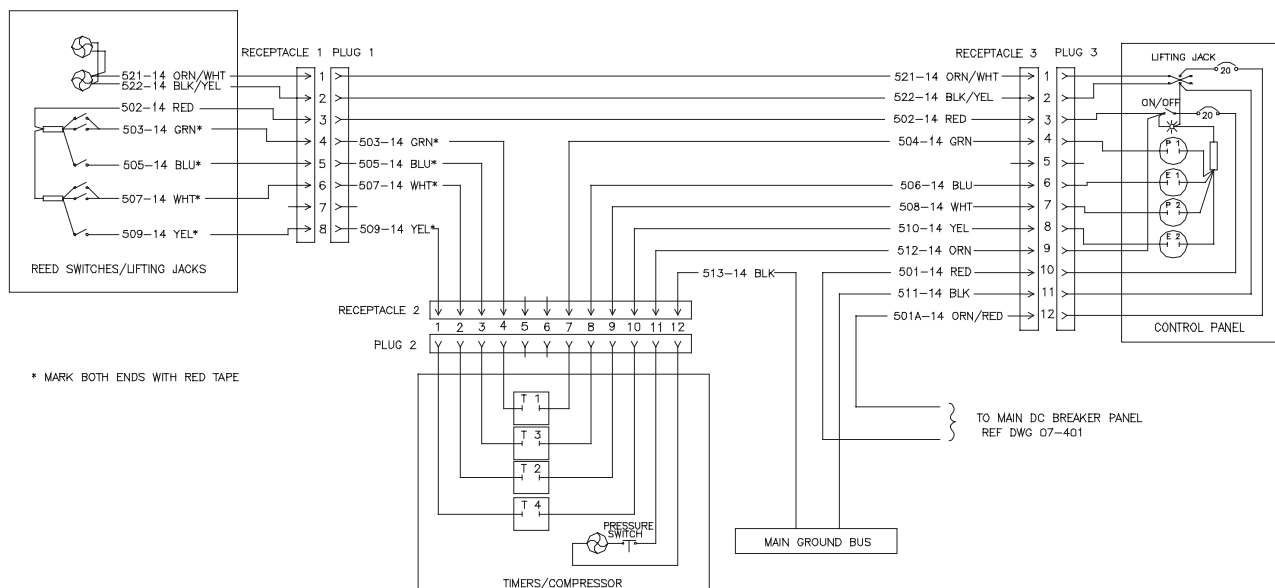 RECEPTACLE 1 PLUG 1
521-14 ORN/WHT
522-14 BLK/YEL
502-14 RED
503-14 GRN*
505-14 BLU*
507-14 WHT*
509-14 YEL*
1
2
3
4
5
6
7
8
503-14 GRN*
505-14 BLU*
507-14 WHT*
509-14 YEL*
REED SWITCHES/LIFTING JACKS
RECEPTACLE 3 PLUG 3
521-14 ORN/WHT
522-14 BLK/YEL
502-14 RED
504-14 GRN
506-14 BLU
508-14 WHT
510-14 YEL
512-14 ORN
501-14 RED
511-14 BLK
501A-14 ORN/RED
1
2
3
4
5
6
7
8
9
10
11
12
LIFTING JACK
20
ON/OFF
20
P 1
E 1
P 2
E 2
CONTROL PANEL
513-14 BLK
RECEPTACLE 2
1 2 3 4 5 6 7 8 9 10 11 12
PLUG 2
* MARK BOTH ENDS WITH RED TAPE
T 1
T 3
T 2
T 4
PRESSURE
SWITCH
TIMERS/COMPRESSOR
TO MAIN DC BREAKER PANEL
REF DWG 07-401
MAIN GROUND BUS